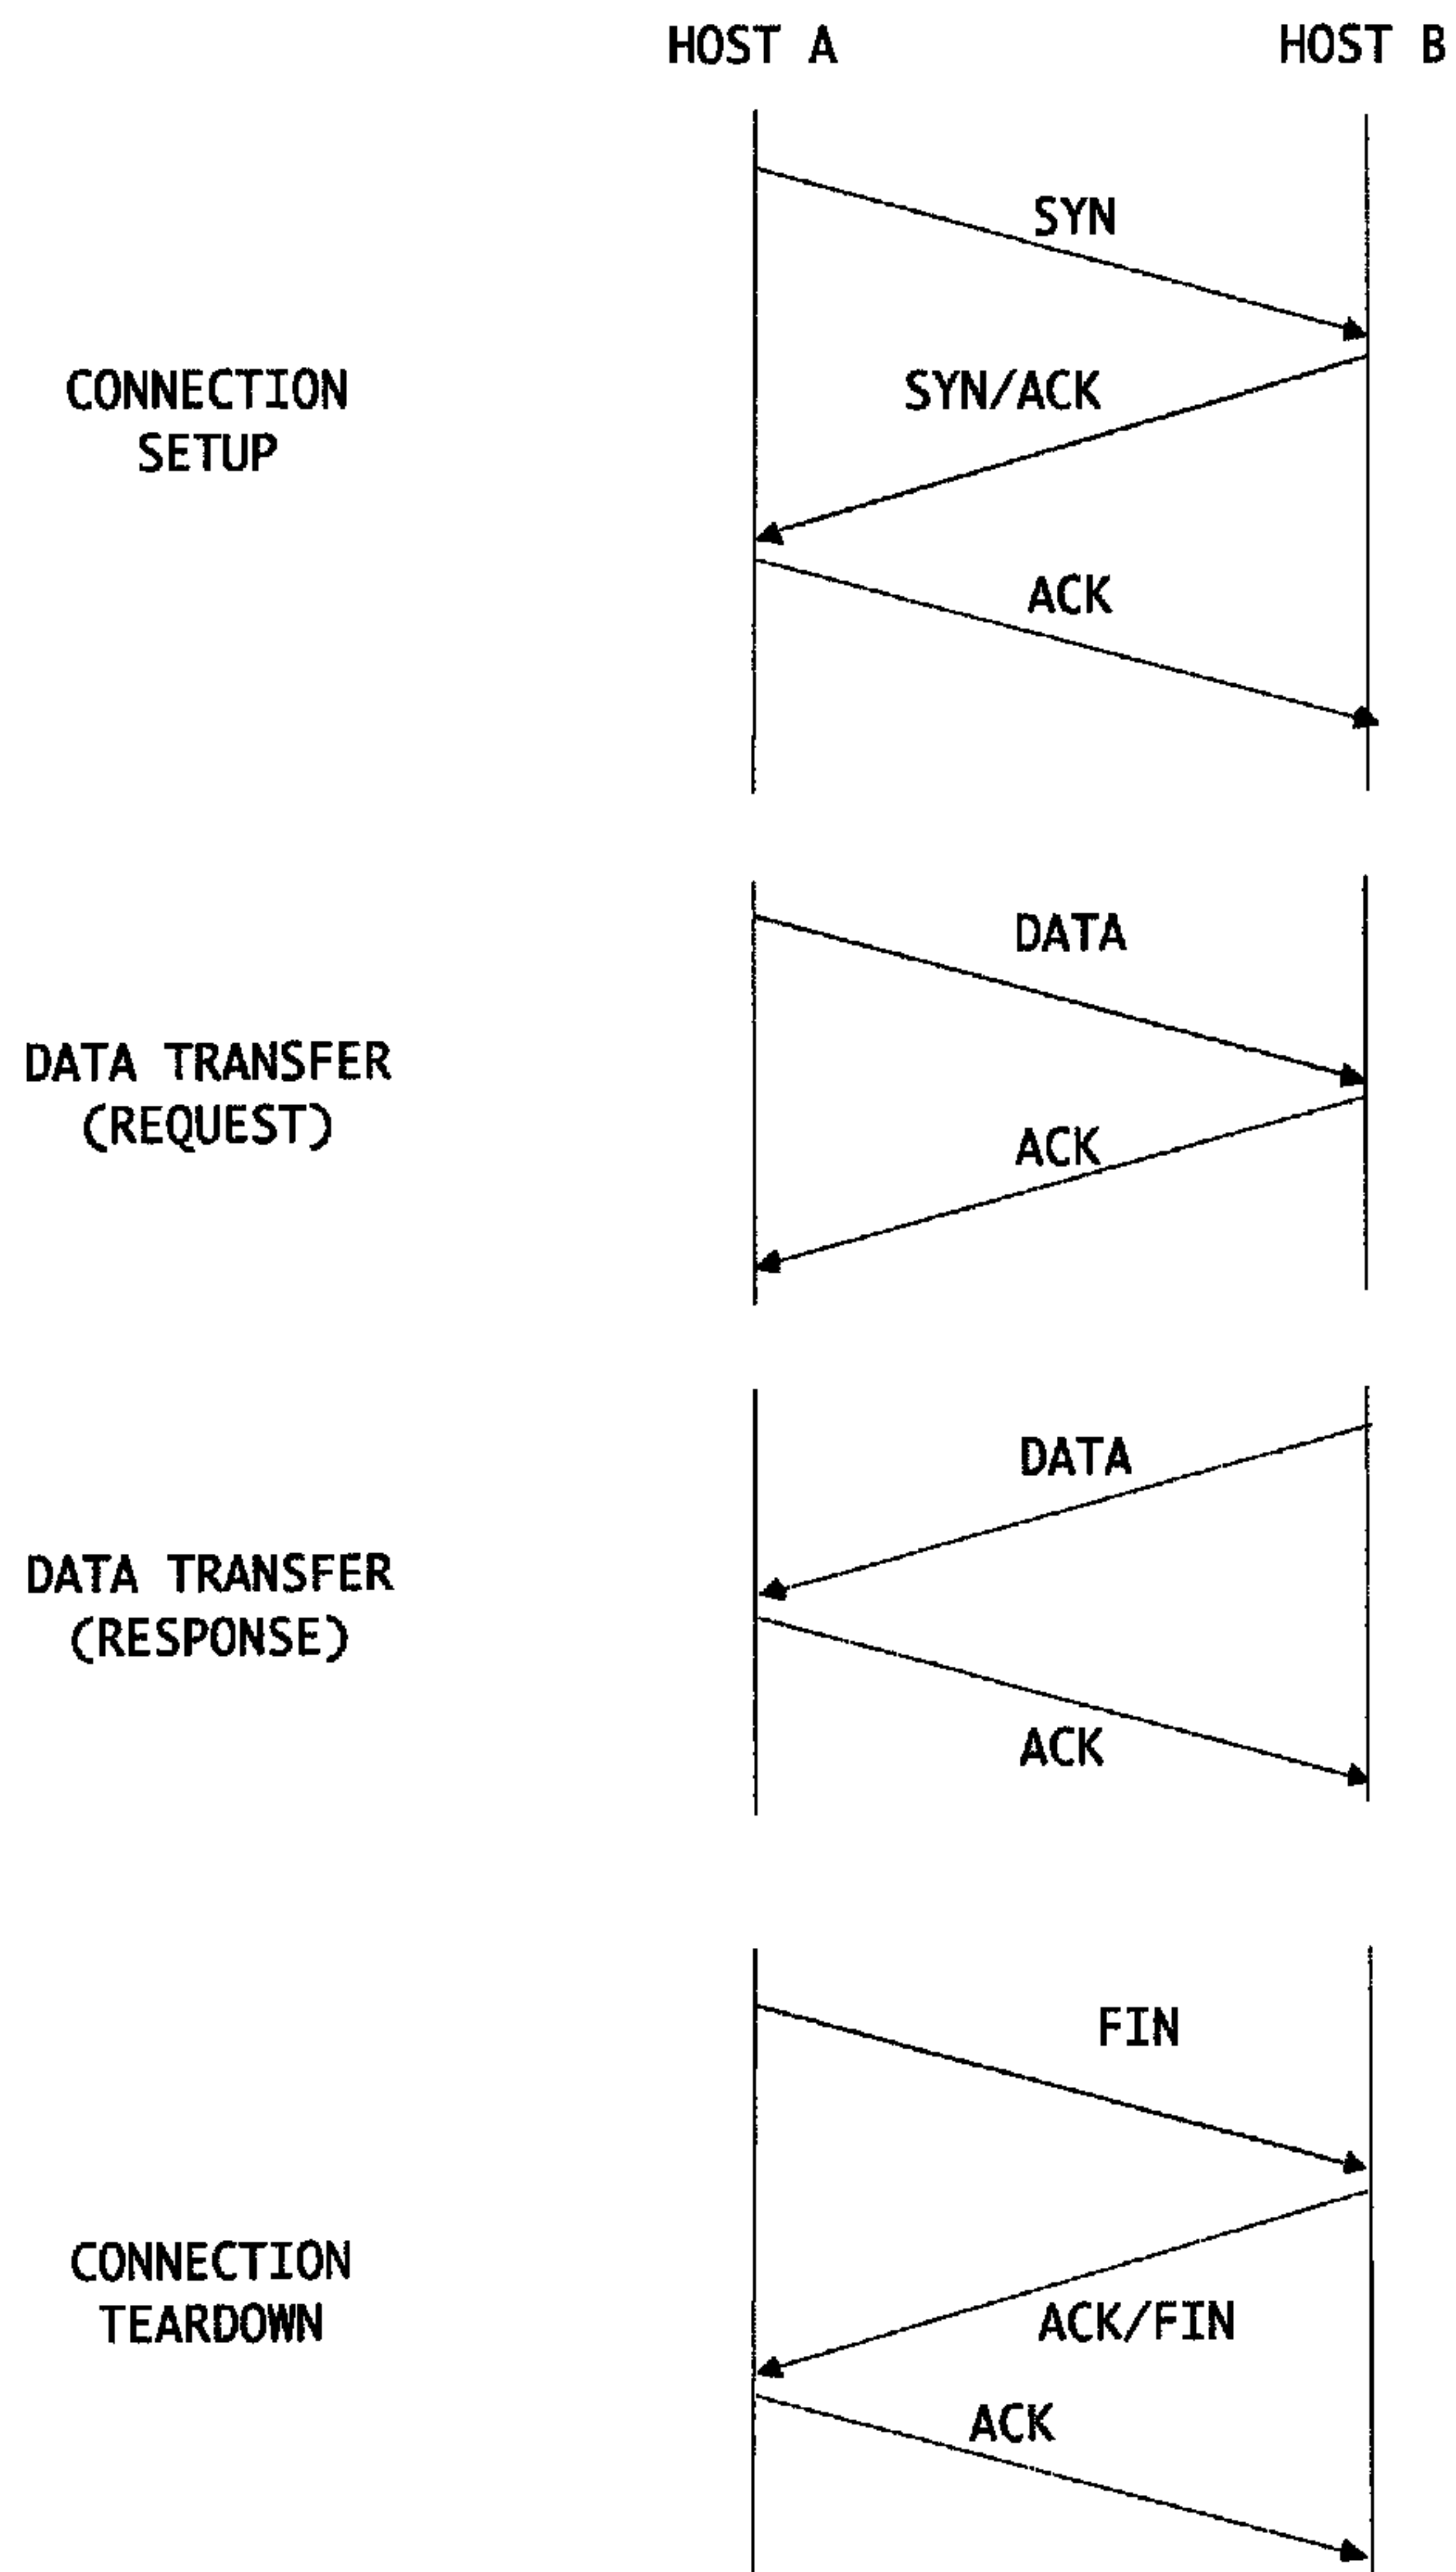 HOST A
HOST B
SYN
CONNECTION
SETUP
SYN/ACK
ACK
DATA
DATA TRANSFER
(REQUEST)
ACK
DATA
DATA TRANSFER
(RESPONSE)
ACK
FIN
CONNECTION
TEARDOWN
ACK/FIN
ACK